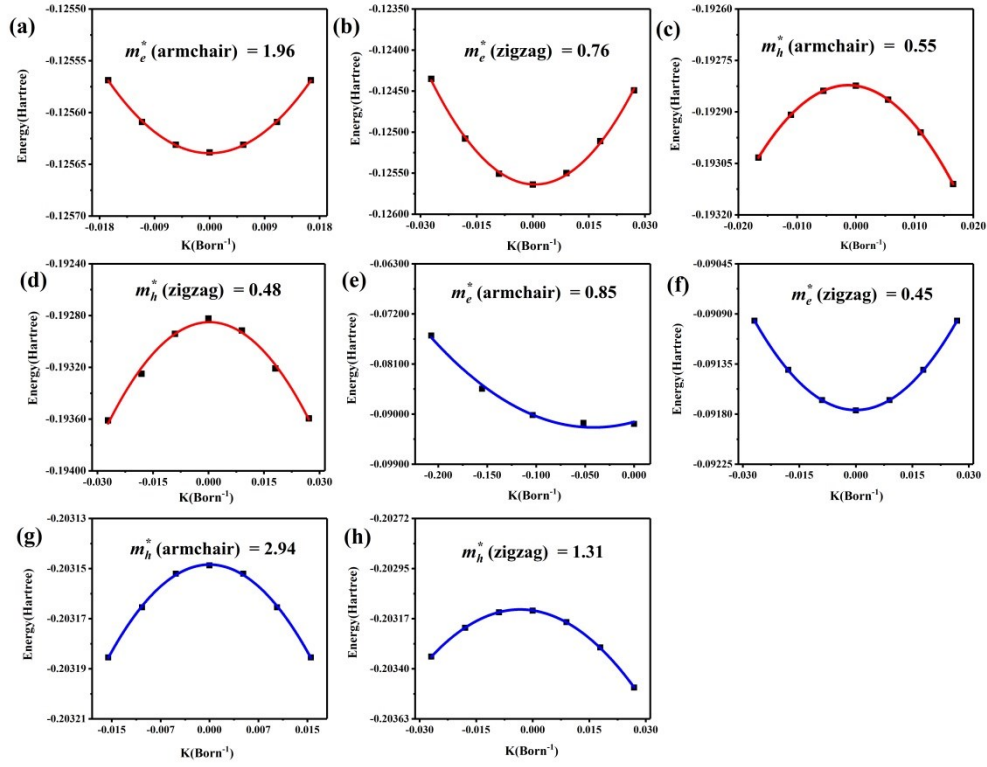 (a)
m*e (armchair) = 1.96
Energy(Hartree)
-0.12550
-0.12555
-0.12560
-0.12565
-0.12570
-0.018 -0.009 0.000 0.009 0.018
K(Born-1)
(b)
m*e (zigzag) = 0.76
Energy(Hartree)
-0.12350
-0.12400
-0.12450
-0.12500
-0.12550
-0.12600
-0.030 -0.015 0.000 0.015 0.030
K(Born-1)
(c)
m*h (armchair) = 0.55
Energy(Hartree)
-0.19260
-0.19275
-0.19290
-0.19305
-0.19320
-0.020 -0.010 0.000 0.010 0.020
K(Born-1)
(d)
m*h (zigzag) = 0.48
Energy(Hartree)
-0.19240
-0.19280
-0.19320
-0.19360
-0.19400
-0.030 -0.015 0.000 0.015 0.030
K(Born-1)
(e)
m*e (armchair) = 0.85
Energy(Hartree)
-0.06300
-0.07200
-0.08100
-0.09000
-0.09900
-0.200 -0.150 -0.100 -0.050 0.000
K(Born-1)
(f)
m*e (zigzag) = 0.45
Energy(Hartree)
-0.09045
-0.09090
-0.09135
-0.09180
-0.09225
-0.030 -0.015 0.000 0.015 0.030
K(Born-1)
(g)
m*h (armchair) = 2.94
Energy(Hartree)
-0.20313
-0.20315
-0.20317
-0.20319
-0.20321
-0.015 -0.007 0.000 0.007 0.015
K(Born-1)
(h)
m*h (zigzag) = 1.31
Energy(Hartree)
-0.20272
-0.20295
-0.20317
-0.20340
-0.20363
-0.030 -0.015 0.000 0.015 0.030
K(Born-1)